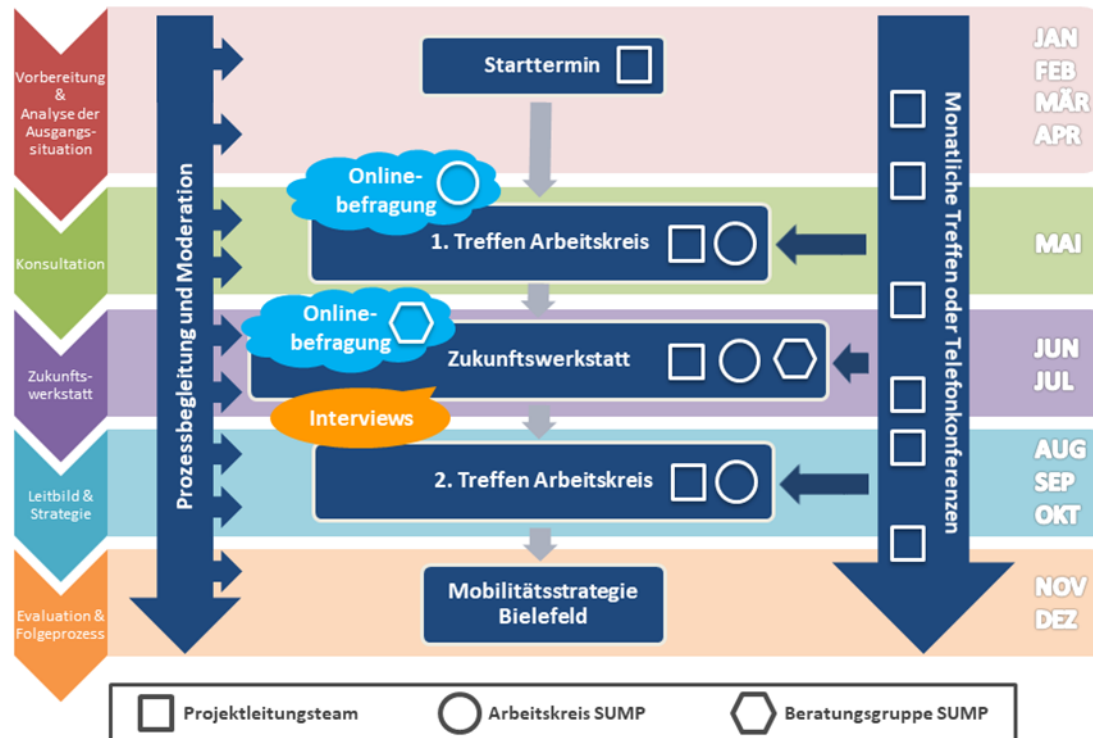 Vorbereitung
&
Analyse der
Ausgangs-
situation
Konsultation
Zukunfts-
werkstatt
Leitbild &
Strategie
Evaluation &
Folgeprozess
Prozessbegleitung und Moderation
Starttermin
Online-
befragung
1. Treffen Arbeitskreis
Online-
befragung
Zukunftswerkstatt
Interviews
2. Treffen Arbeitskreis
Mobilitätsstrategie
Bielefeld
Monatliche Treffen oder Telefonkonferenzen
JAN
FEB
MÄR
APR
MAI
JUN
JUL
AUG
SEP
OKT
NOV
DEZ
Projektleitungsteam
Arbeitskreis SUMP
Beratungsgruppe SUMP